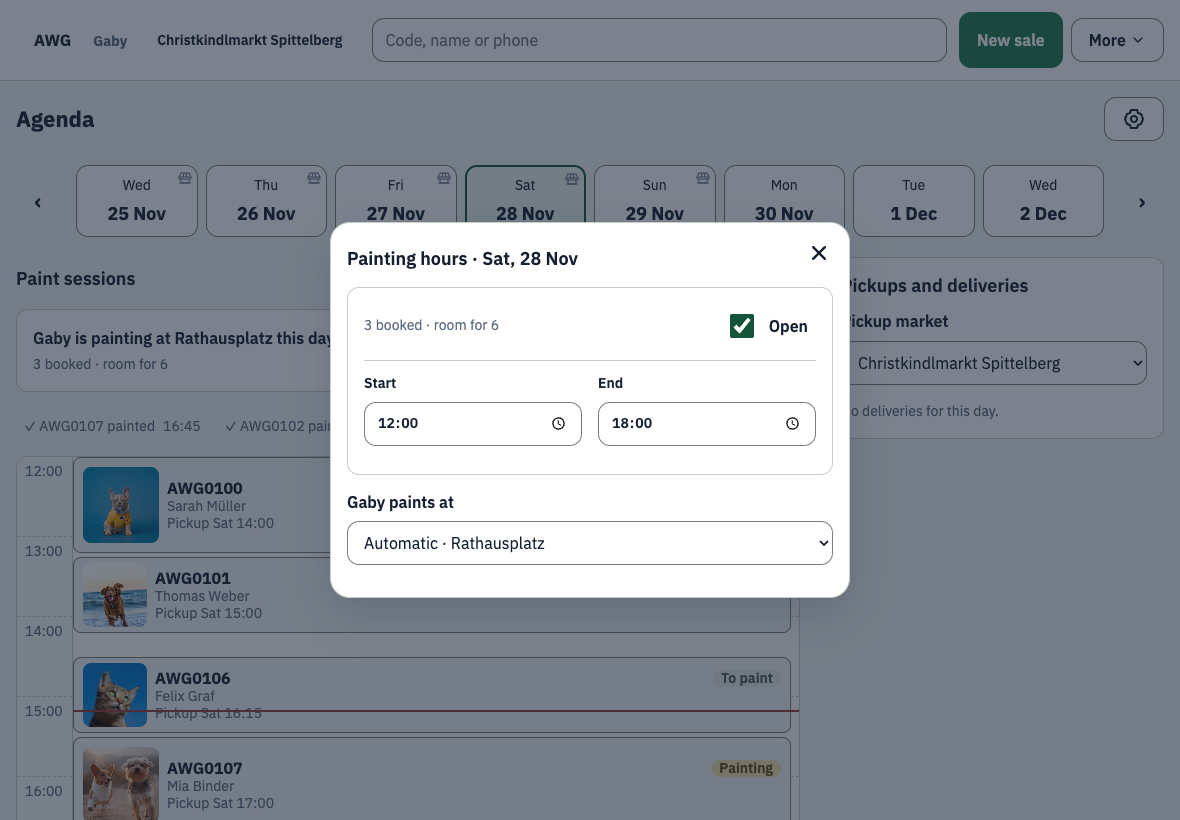 AWG Gaby Christkindlmarkt Spittelberg Code, name or phone New sale More
Agenda
Wed Thu Fri Sat Sun Mon Tue Wed
25 Nov 26 Nov 27 Nov 28 Nov 29 Nov 30 Nov 1 Dec 2 Dec
Painting hours · Sat, 28 Nov
3 booked · room for 6 Open
Start End
12:00 18:00
Gaby paints at
Automatic · Rathausplatz
Paint sessions
Gaby is painting at Rathausplatz this day
3 booked · room for 6
✓ AWG0107 painted 16:45 ✓ AWG0102
12:00
AWG0100
Sarah Müller
Pickup Sat 14:00
13:00
AWG0101
Thomas Weber
Pickup Sat 15:00
14:00
AWG0106 To paint
Felix Graf
Pickup Sat 16:15
15:00
AWG0107 Painting
Mia Binder
Pickup Sat 17:00
16:00
Pickups and deliveries
Pickup market
Christkindlmarkt Spittelberg
deliveries for this day.